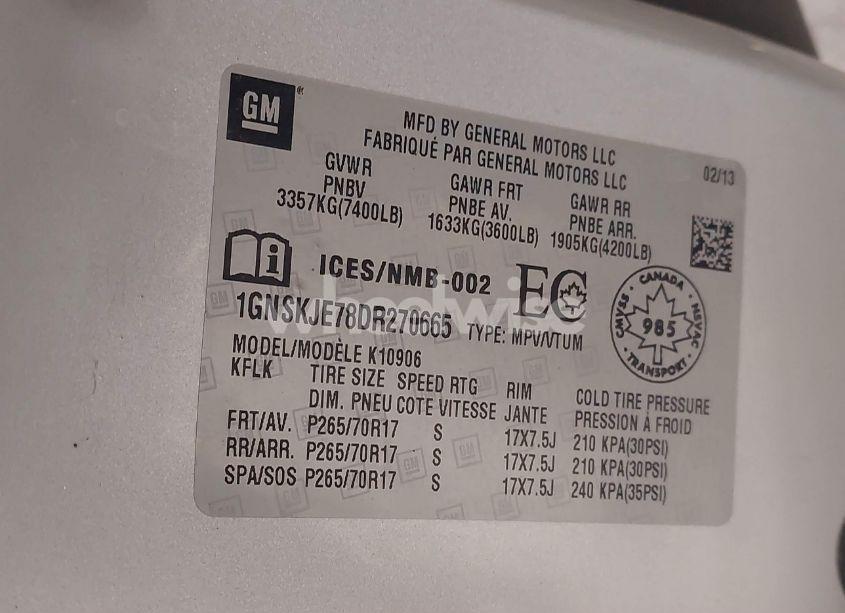 GM
MFD BY GENERAL MOTORS LLC
FABRIQUÉ PAR GENERAL MOTORS LLC
02/13
GVWR GAWR FRT GAWR RR
PNBV PNBE AV. PNBE ARR.
3357KG(7400LB) 1633KG(3600LB) 1905KG(4200LB)
i ICES/NMB-002 EC
CANADA
CMVSS 985 NSVAC
TRANSPORT
1GNSKJE78DR270665 TYPE: MPV/VTUM
wheelwise
MODEL/MODÈLE K10906
KFLK TIRE SIZE SPEED RTG RIM COLD TIRE PRESSURE
DIM. PNEU COTE VITESSE JANTE PRESSION À FROID
FRT/AV. P265/70R17 S 17X7.5J 210 KPA(30PSI)
RR/ARR. P265/70R17 S 17X7.5J 210 KPA(30PSI)
SPA/SOS P265/70R17 S 17X7.5J 240 KPA(35PSI)